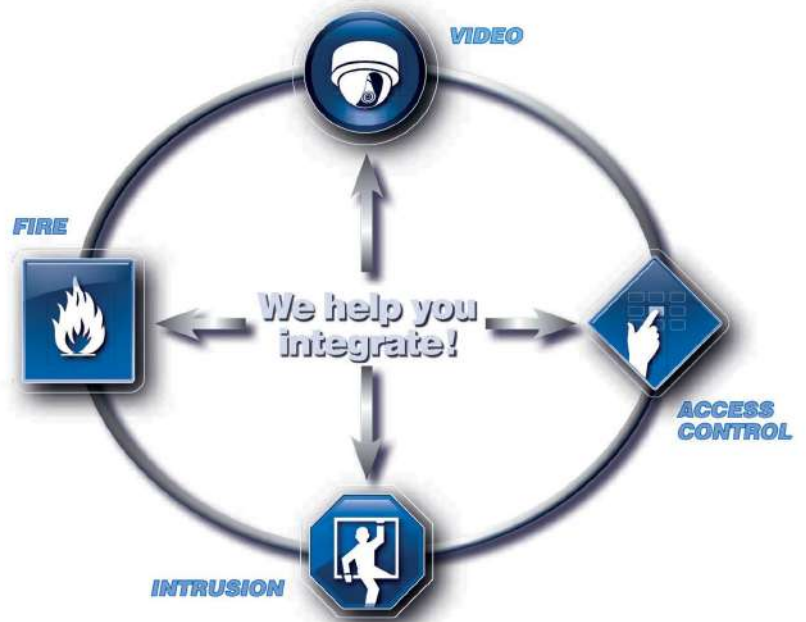 VIDEO
FIRE
We help you
integrate!
ACCESS
CONTROL
INTRUSION